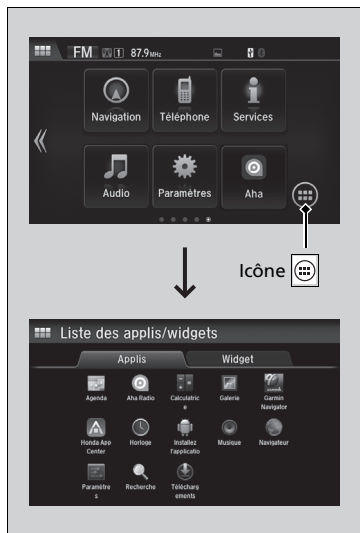 FM 1 87.9MHz
Navigation Téléphone Services
Audio Paramètres Aha
Icône
Liste des applis/widgets
Applis Widget
Agenda Aha Radio Calculatric
e Galerie Garmin
Navigator
Honda App
Center Horloge Installez
l'applicatio Musique Navigateur
Paramètre
s Recherche Télécharg
ements